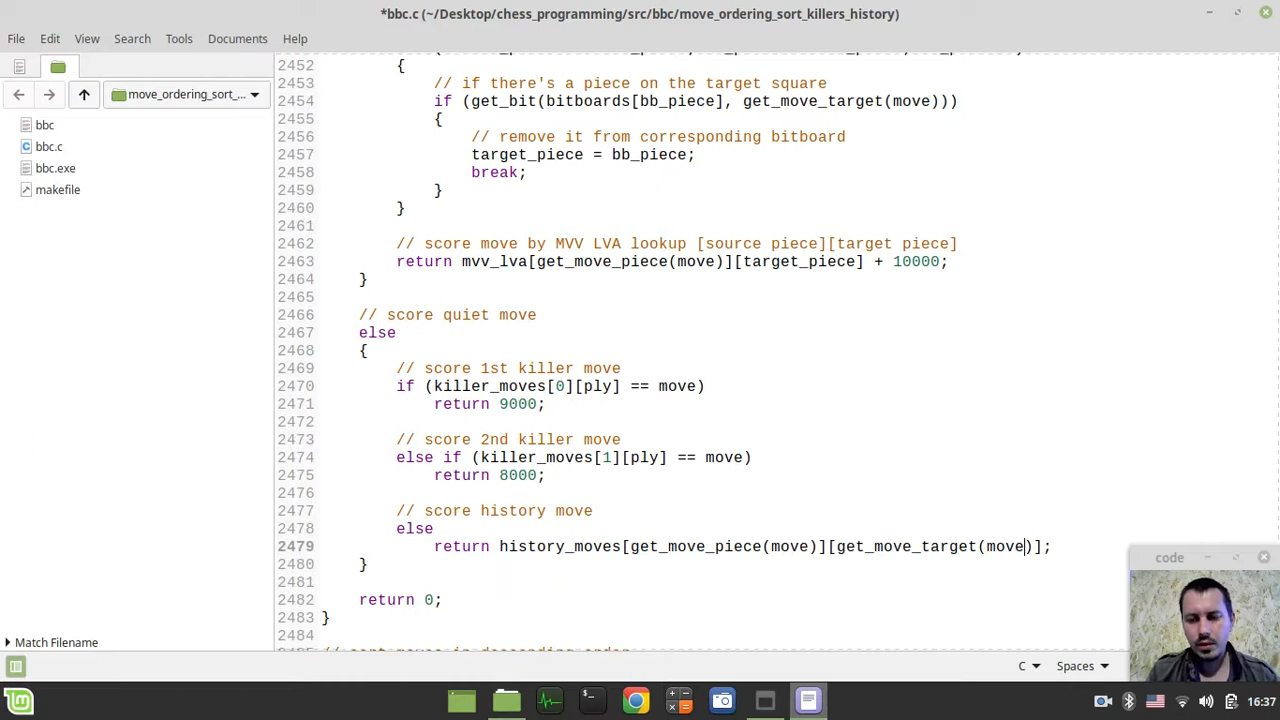 *bbc.c (~/Desktop/chess_programming/src/bbc/move_ordering_sort_killers_history)
File Edit View Search Tools Documents Help
move_ordering_sort_...
bbc
bbc.c
bbc.exe
makefile
2452 {
2453 // if there's a piece on the target square
2454 if (get_bit(bitboards[bb_piece], get_move_target(move)))
2455 {
2456 // remove it from corresponding bitboard
2457 target_piece = bb_piece;
2458 break;
2459 }
2460 }
2461
2462 // score move by MVV LVA lookup [source piece][target piece]
2463 return mvv_lva[get_move_piece(move)][target_piece] + 10000;
2464 }
2465
2466 // score quiet move
2467 else
2468 {
2469 // score 1st killer move
2470 if (killer_moves[0][ply] == move)
2471 return 9000;
2472
2473 // score 2nd killer move
2474 else if (killer_moves[1][ply] == move)
2475 return 8000;
2476
2477 // score history move
2478 else
2479 return history_moves[get_move_piece(move)][get_move_target(move)];
2480 }
2481
2482 return 0;
2483 }
2484
Match Filename
code
C Spaces
16:37